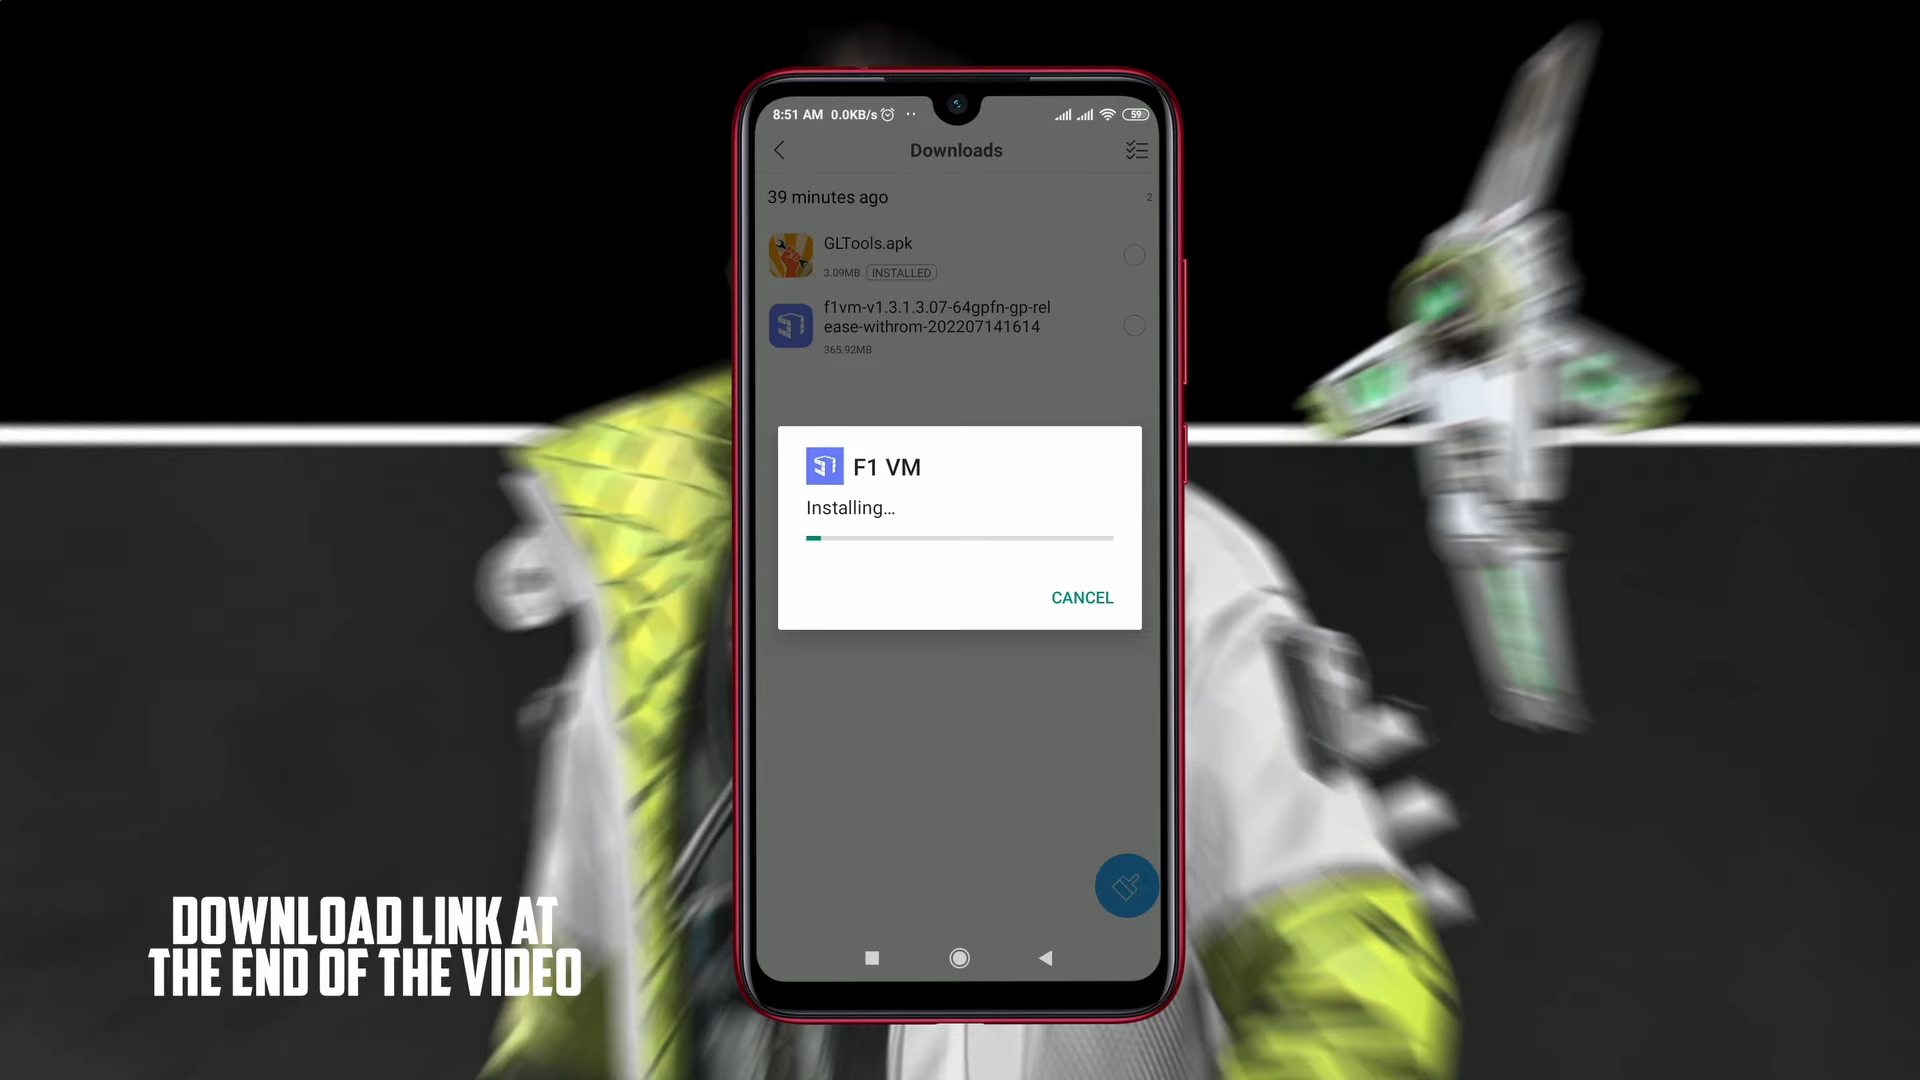 8:51 AM 0.0KB/s 59
Downloads
39 minutes ago 2
GLTools.apk
3.09MB INSTALLED
f1vm-v1.3.1.3.07-64gpfn-gp-rel
ease-withrom-202207141614
365.92MB
F1 VM
Installing...
CANCEL
DOWNLOAD LINK AT
THE END OF THE VIDEO